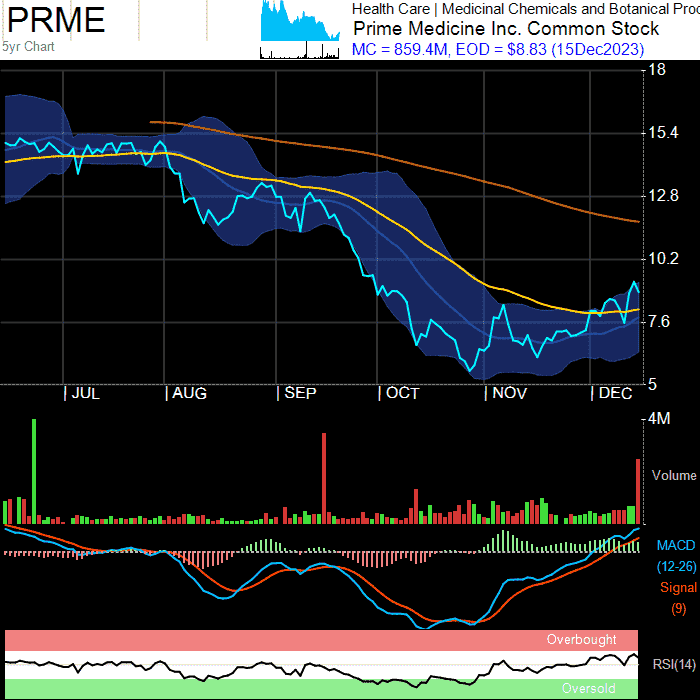 PRME
5yr Chart
Health Care | Medicinal Chemicals and Botanical Proc
Prime Medicine Inc. Common Stock
MC = 859.4M, EOD = $8.83 (15Dec2023)
18
15.4
12.8
10.2
7.6
5
| JUL | AUG | SEP | OCT | NOV | DEC
4M
Volume
MACD
(12-26)
Signal
(9)
Overbought
RSI(14)
Oversold